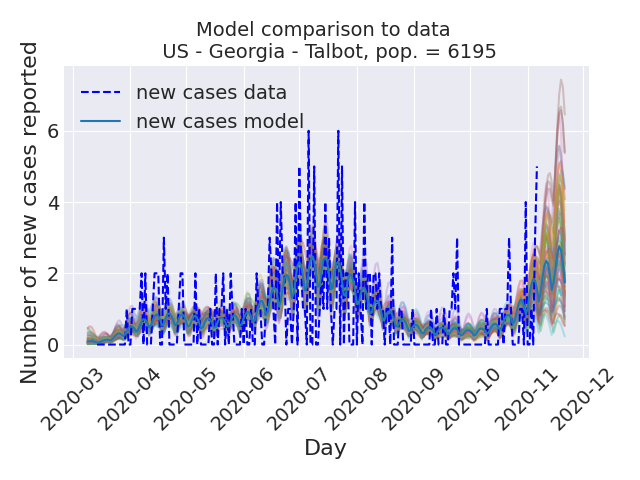 Model comparison to data
US - Georgia - Talbot, pop. = 6195
Number of new cases reported
new cases data
new cases model
6
4
2
0
2020-03
2020-04
2020-05
2020-06
2020-07
2020-08
2020-09
2020-10
2020-11
2020-12
Day